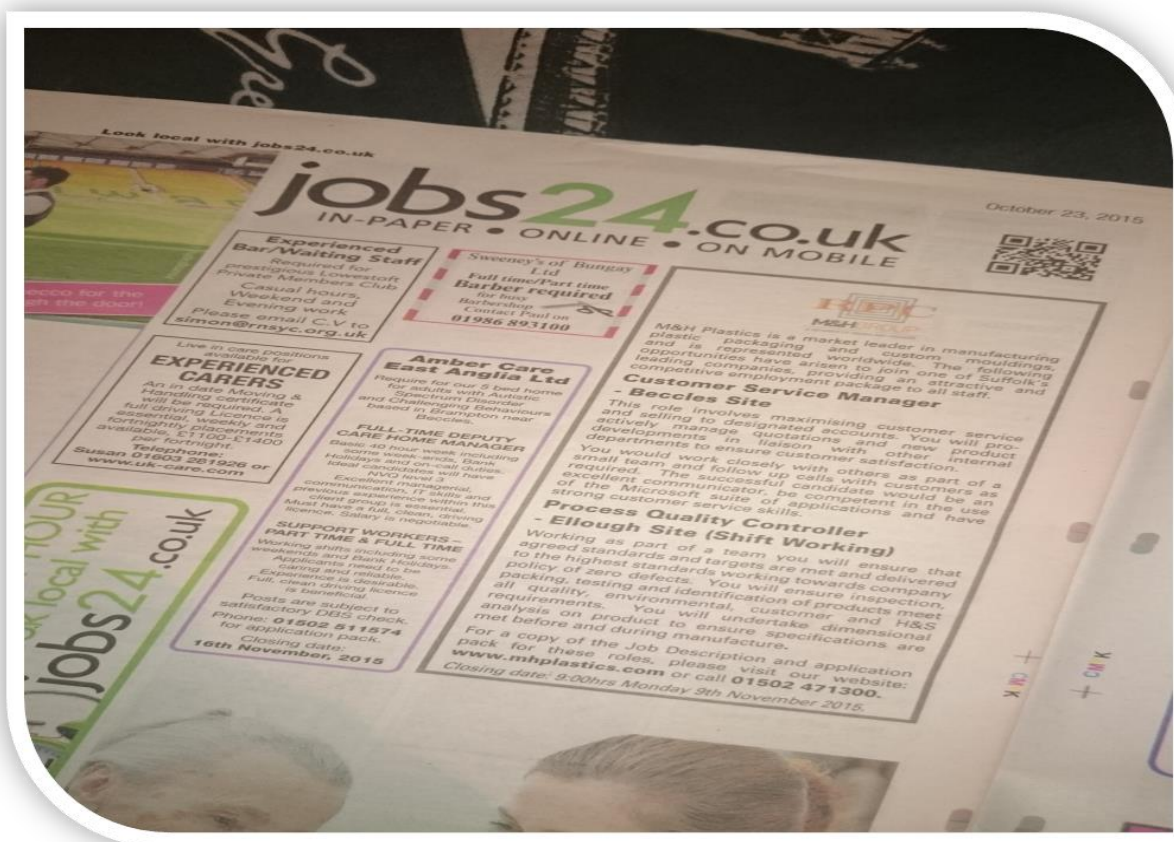 Look local with jobs24.co.uk
jobs24.co.uk
IN-PAPER • ONLINE • ON MOBILE
October 23, 2015
ecco for the
gh the door!
Experienced
Bar/Waiting Staff
Required for
prestigious Lowestoft
Private Members Club
Casual hours,
Weekend and
Evening work
Please email C.V to
simon@rnsyc.org.uk
Live in care positions
available for
EXPERIENCED
CARERS
An in date Moving &
Handling certificate
will be required. A
full driving Licence is
essential, weekly and
fortnightly placements
available, £1100-£1400
per fortnight.
Telephone:
Susan 01603 281926 or
www.uk-care.com
HOUR
local with
jobs24.co.uk
Sweeney's of Bungay
Ltd
Full time/Part time
Barber required
for busy
Barbershop
Contact Paul on
01986 893100
Amber Care
East Anglia Ltd
Require for our 5 bed home
for adults with Autistic
Spectrum Disorder
and Challenging Behaviours
based in Brampton near
Beccles.
FULL-TIME DEPUTY
CARE HOME MANAGER
Basic 40 hour week including
some week-ends, Bank
Holidays and on-call duties.
Ideal candidates will have
NVQ level 3
Excellent managerial,
communication, IT skills and
previous experience within this
client group is essential.
Must have a full, clean, driving
licence. Salary is negotiable.
SUPPORT WORKERS –
PART TIME & FULL TIME
Working shifts including some
weekends and Bank Holidays.
Applicants need to be
caring and reliable.
Experience is desirable.
Full, clean driving licence
is beneficial.
Posts are subject to
satisfactory DBS check.
Phone: 01502 511574
for application pack.
Closing date:
16th November, 2015
M&H GROUP
M&H Plastics is a market leader in manufacturing
plastic packaging and custom mouldings,
and is represented worldwide. The following
opportunities have arisen to join one of Suffolk's
leading companies, providing an attractive and
competitive employment package to all staff.
Customer Service Manager
- Beccles Site
This role involves maximising customer service
and selling to designated accounts. You will pro-
actively manage quotations and new product
developments in liaison with other internal
departments to ensure customer satisfaction.
You would work closely with others as part of a
small team and follow up calls with customers as
required. The successful candidate would be an
excellent communicator, be competent in the use
of the Microsoft suite of applications and have
strong customer service skills.
Process Quality Controller
- Ellough Site (Shift Working)
Working as part of a team you will ensure that
agreed standards and targets are met and delivered
to the highest standards working towards company
policy of zero defects. You will ensure inspection,
packing, testing and identification of products meet
all quality, environmental, customer and H&S
requirements. You will undertake dimensional
analysis on product to ensure specifications are
met before and during manufacture.
For a copy of the Job Description and application
pack for these roles, please visit our website:
www.mhplastics.com or call 01502 471300.
Closing date: 9:00hrs Monday 9th November 2015.
CMK
CMK